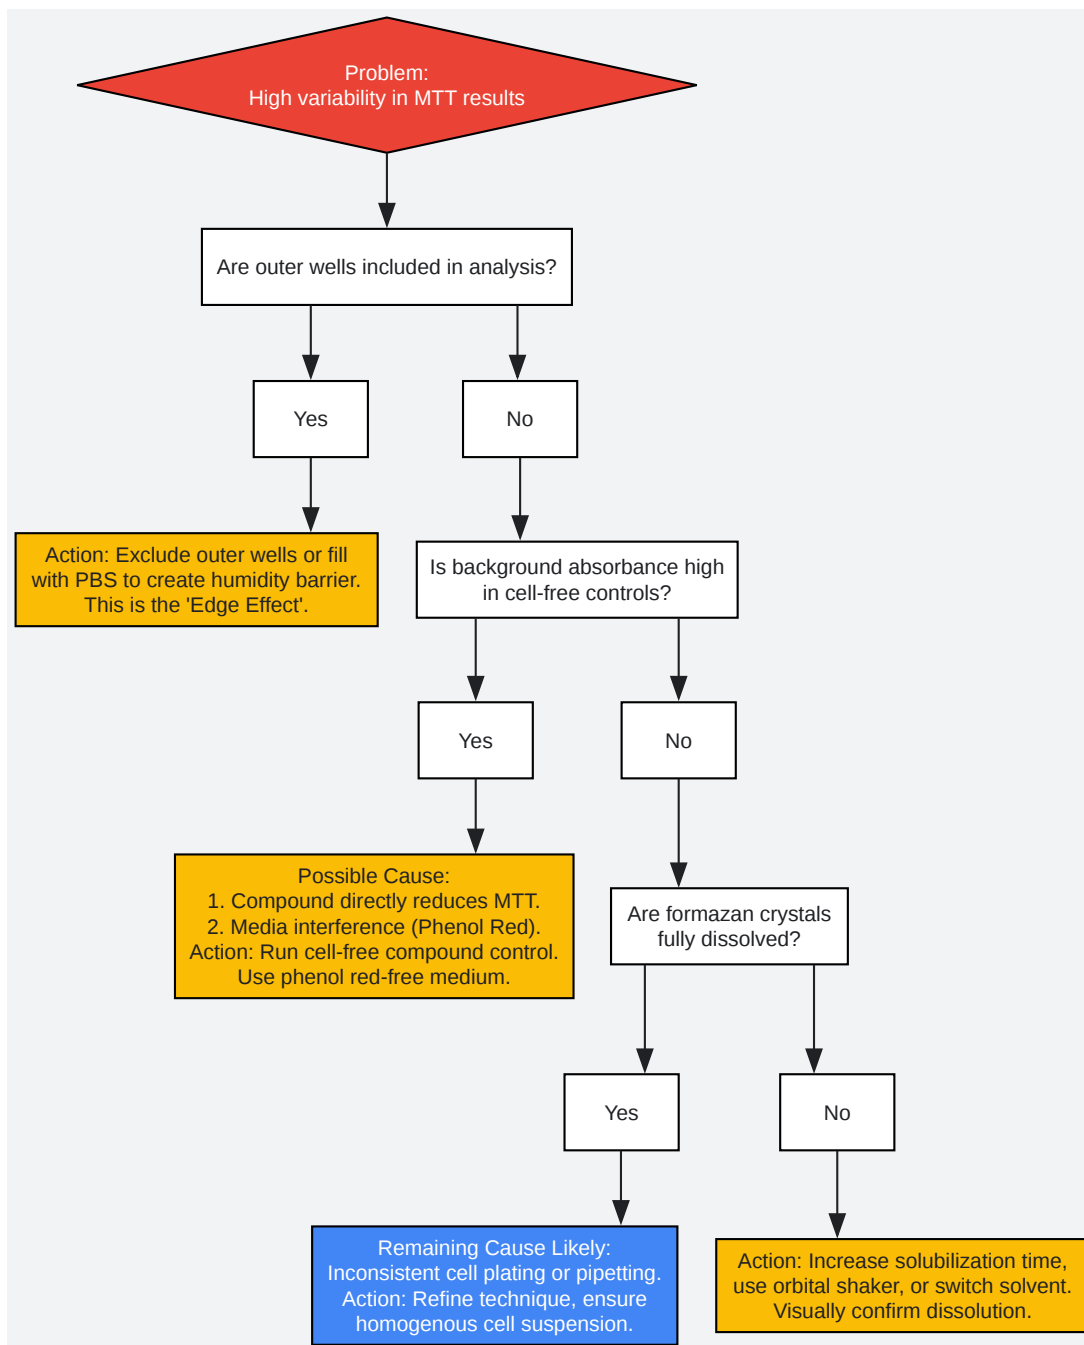 Problem:
High variability in MTT results
Are outer wells included in analysis?
Yes
No
Action: Exclude outer wells or fill
with PBS to create humidity barrier.
This is the 'Edge Effect'.
Is background absorbance high
in cell-free controls?
Yes
No
Possible Cause:
1. Compound directly reduces MTT.
2. Media interference (Phenol Red).
Action: Run cell-free compound control.
Use phenol red-free medium.
Are formazan crystals
fully dissolved?
Yes
No
Remaining Cause Likely:
Inconsistent cell plating or pipetting.
Action: Refine technique, ensure
homogenous cell suspension.
Action: Increase solubilization time,
use orbital shaker, or switch solvent.
Visually confirm dissolution.